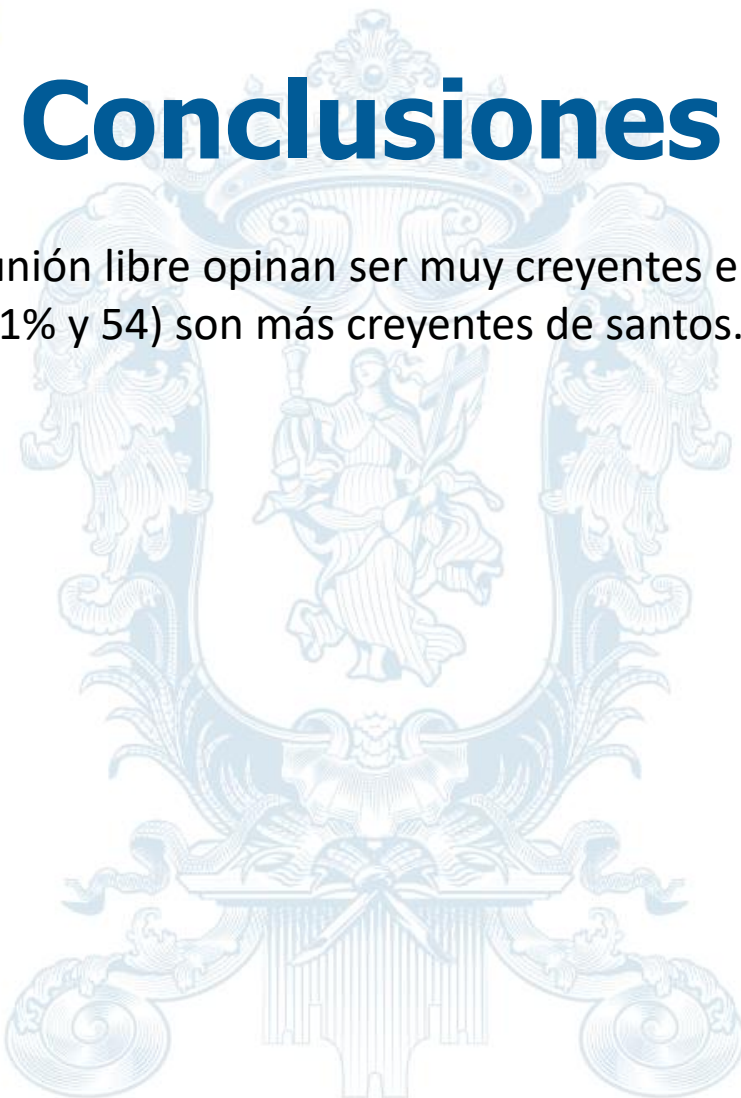 Conclusiones
unión libre opinan ser muy creyentes e
1% y 54) son más creyentes de santos.